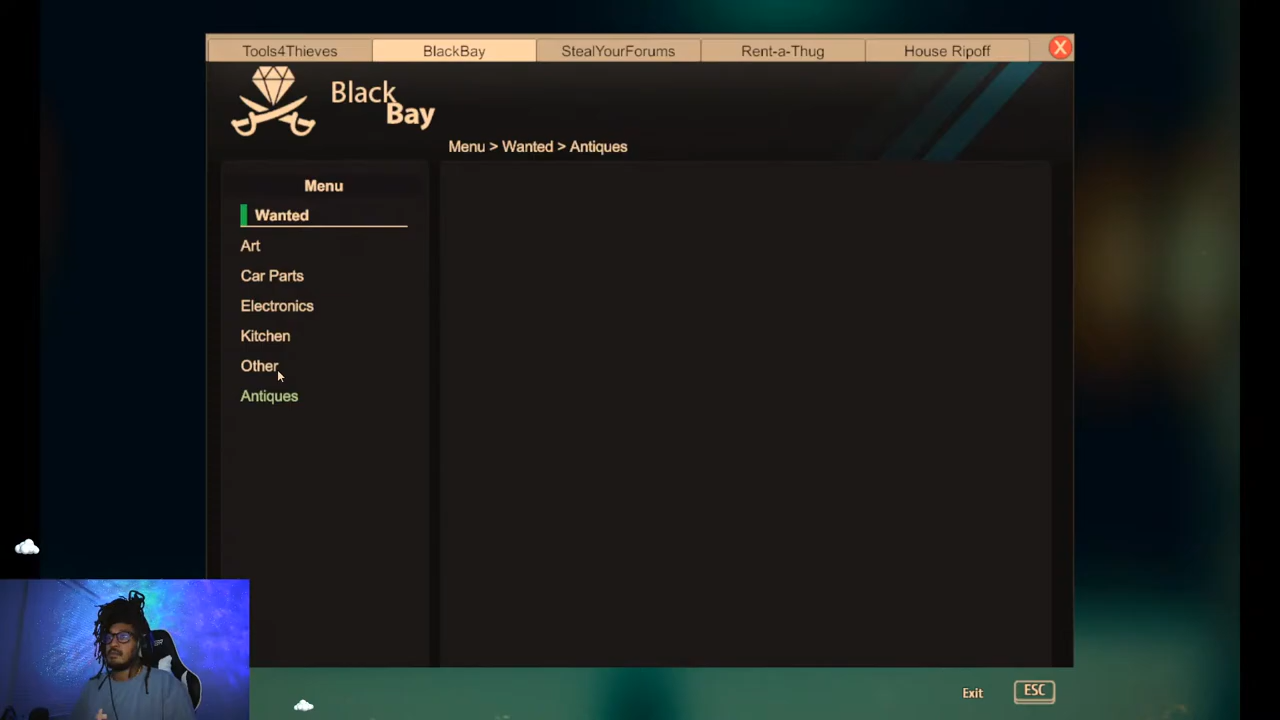 Tools4Thieves
BlackBay
StealYourForums
Rent-a-Thug
House Ripoff
X
Black
Bay
Menu > Wanted > Antiques
Menu
Wanted
Art
Car Parts
Electronics
Kitchen
Other
Antiques
Exit ESC